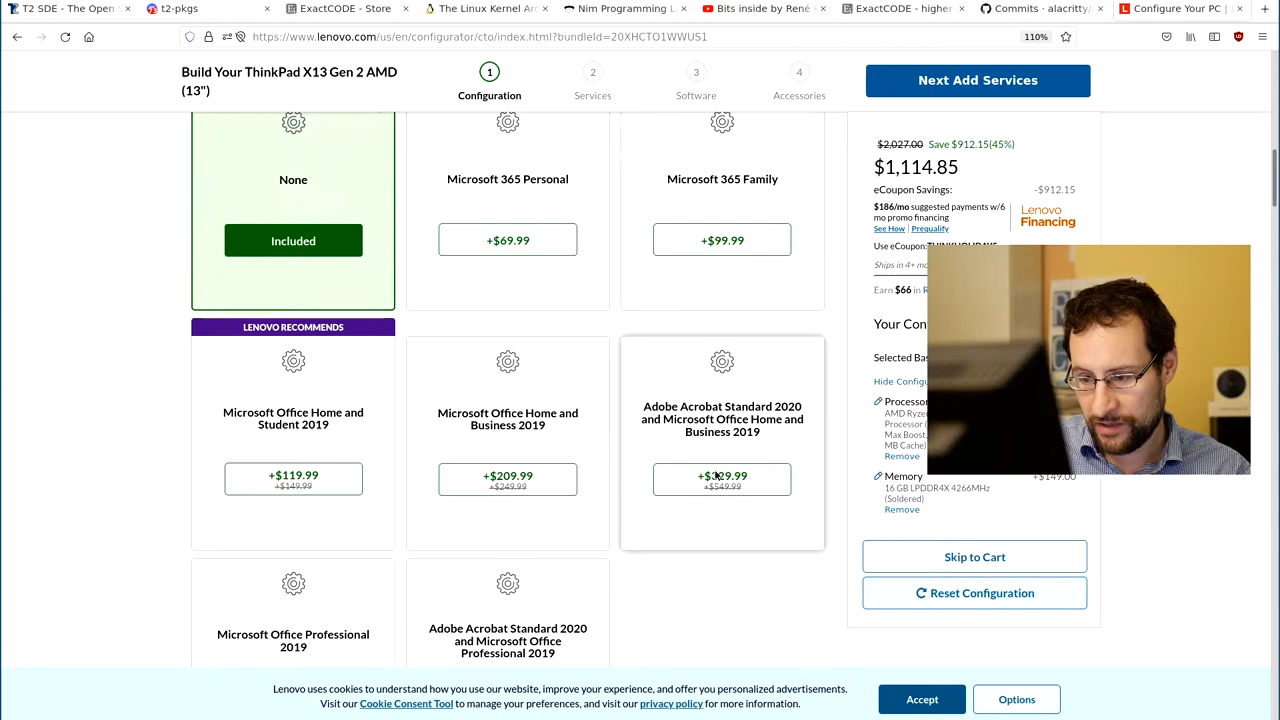 T2 SDE - The Open S
t2-pkgs
ExactCODE - Store
The Linux Kernel Arc
Nim Programming La
Bits inside by René R
ExactCODE - higher
Commits · alacritty/a
Configure Your PC | L
https://www.lenovo.com/us/en/configurator/cto/index.html?bundleId=20XHCTO1WWUS1
110%
Build Your ThinkPad X13 Gen 2 AMD
(13")
1
2
3
4
Configuration
Services
Software
Accessories
Next Add Services
None
Included
Microsoft 365 Personal
+$69.99
Microsoft 365 Family
+$99.99
LENOVO RECOMMENDS
Microsoft Office Home and
Student 2019
+$119.99
+$149.99
Microsoft Office Home and
Business 2019
+$209.99
+$249.99
Adobe Acrobat Standard 2020
and Microsoft Office Home and
Business 2019
+$329.99
+$549.99
Microsoft Office Professional
2019
Adobe Acrobat Standard 2020
and Microsoft Office
Professional 2019
$2,027.00 Save $912.15(45%)
$1,114.85
eCoupon Savings: -$912.15
$186/mo suggested payments w/6
mo promo financing
See How | Prequalify
Lenovo
Financing
Use eCoupon: THINKHOLIDAYS
Ships in 4+ mo
Earn $66 in R
Your Con
Selected Bas
Hide Configu
Processor
AMD Ryze
Processor (
Max Boost,
MB Cache)
Remove
Memory +$149.00
16 GB LPDDR4X 4266MHz
(Soldered)
Remove
Skip to Cart
Reset Configuration
Lenovo uses cookies to understand how you use our website, improve your experience, and offer you personalized advertisements.
Visit our Cookie Consent Tool to manage your preferences, and visit our privacy policy for more information.
Accept
Options